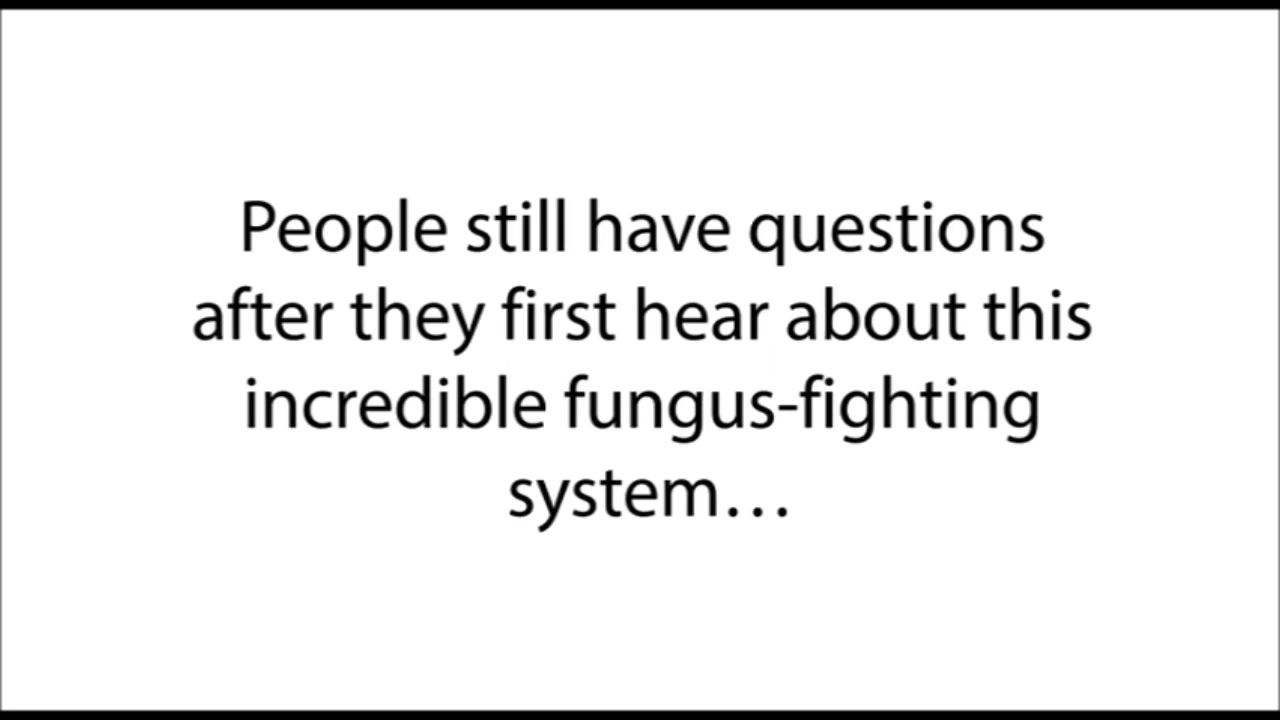 People still have questions
after they first hear about this
incredible fungus-fighting
system…